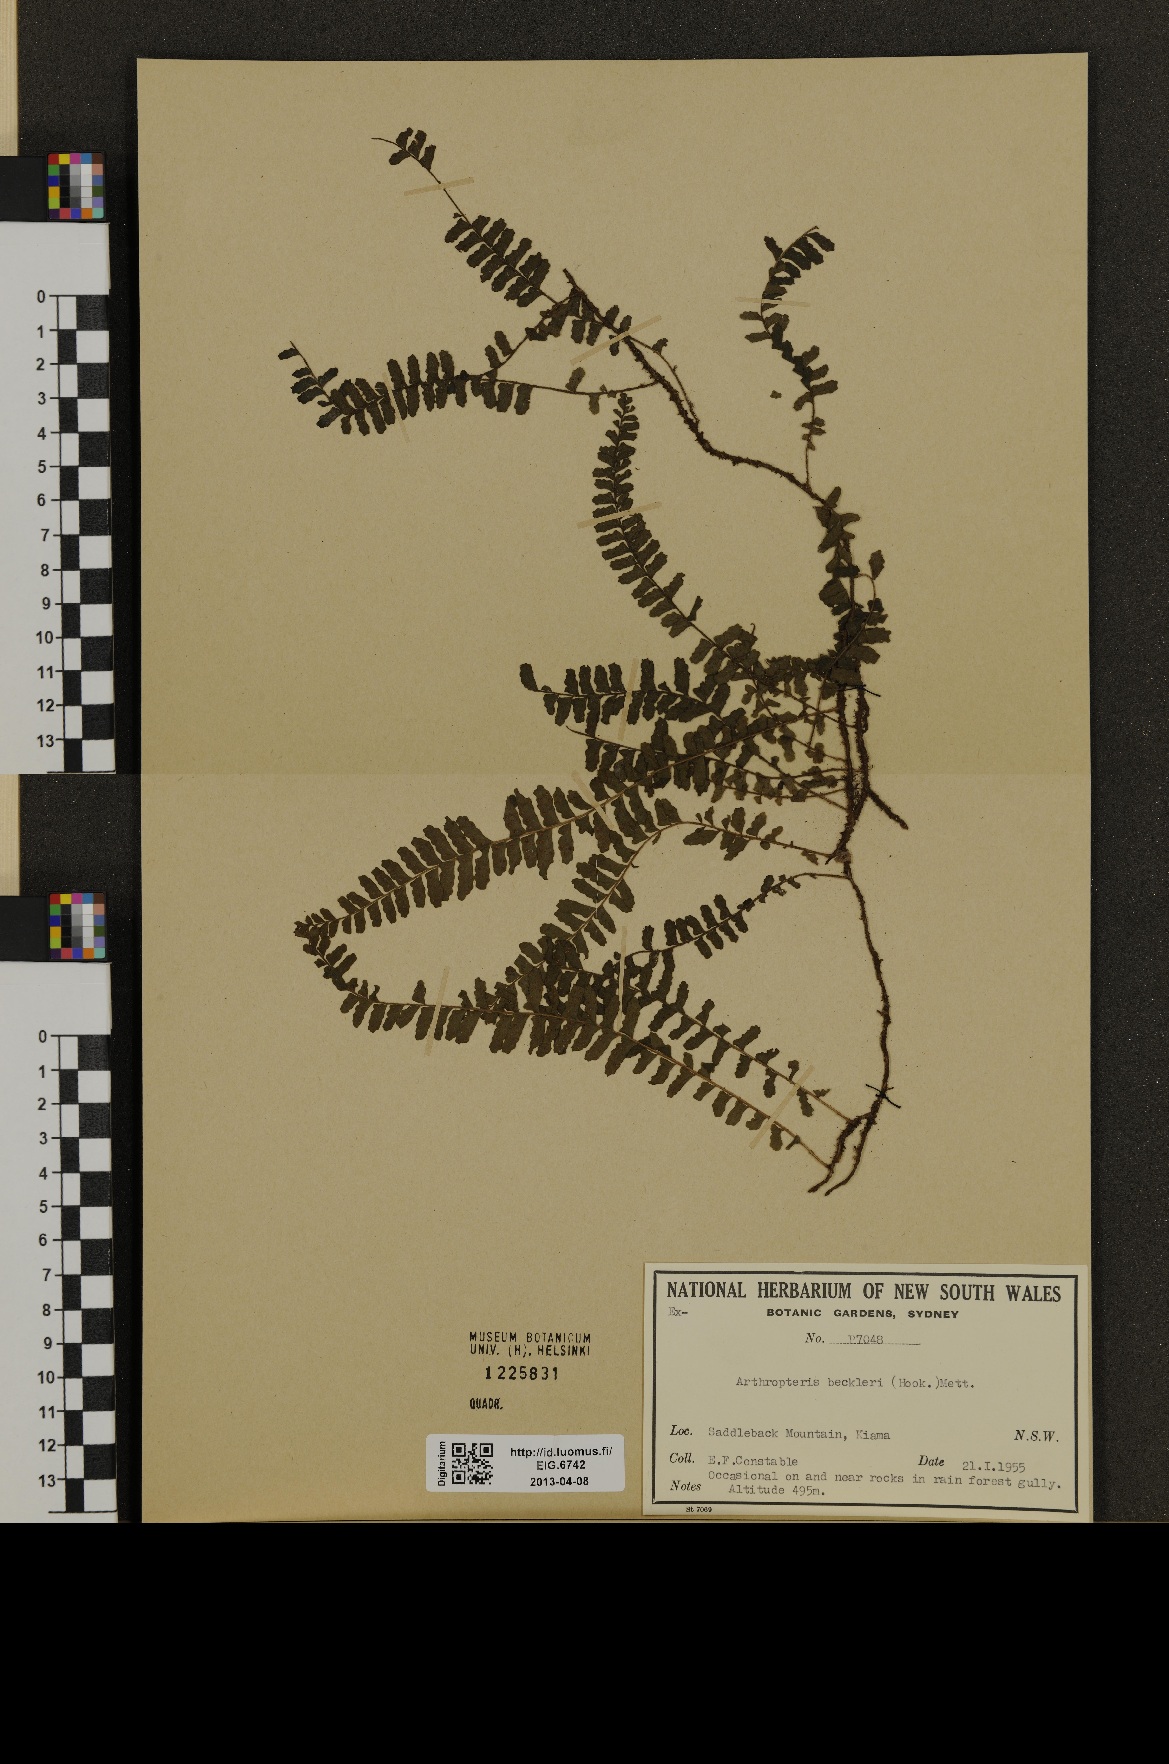 0
1
2
3
4
5
6
7
8
9
10
11
12
13
0
1
2
3
4
5
6
7
8
9
10
11
12
13
MUSEUM BOTANICUM
UNIV. (H), HELSINKI
1225831
QUADR.
Digitarium
http://id.luomus.fi/
EIG.6742
2013-04-08
NATIONAL HERBARIUM OF NEW SOUTH WALES
Ex- BOTANIC GARDENS, SYDNEY
No. P7048
Arthropteris beckleri (Hook.)Mett.
Loc. Saddleback Mountain, Kiama N.S.W.
Coll. E.F.Constable Date 21.I.1955
Notes Occasional on and near rocks in rain forest gully.
Altitude 495m.
St 7069